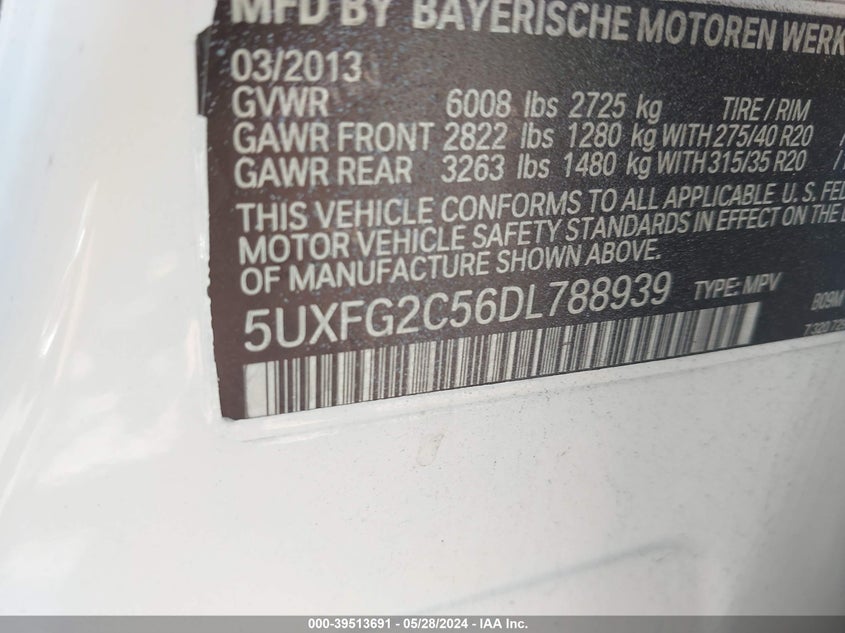 MFD BY BAYERISCHE MOTOREN WERK
03/2013
GVWR 6008 lbs 2725 kg TIRE / RIM
GAWR FRONT 2822 lbs 1280 kg WITH 275/40 R20
GAWR REAR 3263 lbs 1480 kg WITH 315/35 R20
THIS VEHICLE CONFORMS TO ALL APPLICABLE U. S. FED
MOTOR VEHICLE SAFETY STANDARDS IN EFFECT ON THE
OF MANUFACTURE SHOWN ABOVE.
5UXFG2C56DL788939 TYPE: MPV
000-39513691 - 05/28/2024 - IAA Inc.